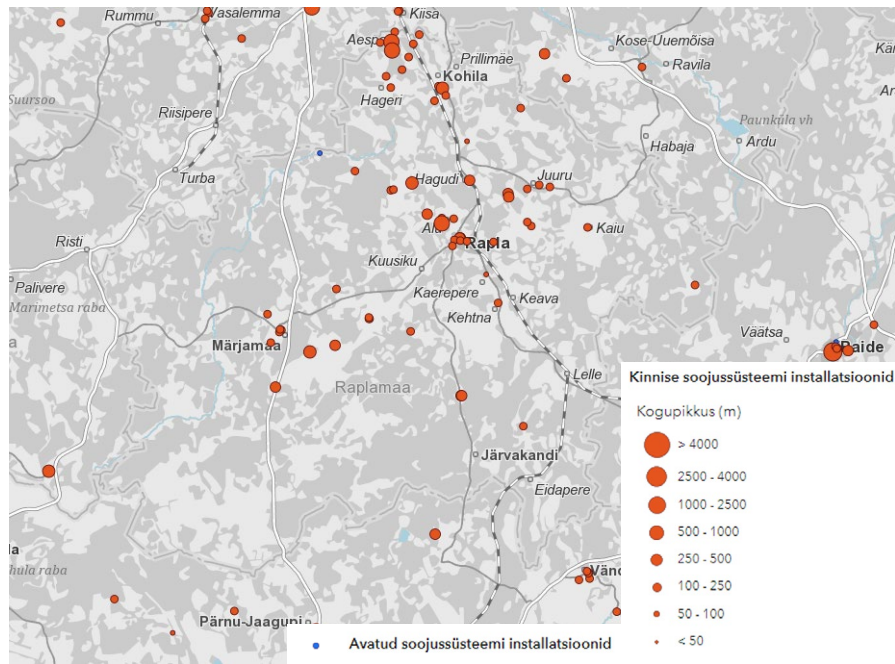 Rummu
Vasalemma
Kiisa
Kose-Uuemõisa
Aespa
Prillimäe
Ravila
Kohila
Suursoo
Hageri
Paunküla vh
Riisipere
Habaja
Ardu
Turba
Hagudi
Juuru
Risti
Alu
Rapla
Kaiu
Kuusiku
Palivere
Kaerepere
Keava
Marimetsa raba
Kehtna
Väätsa
Märjamaa
Paide
Lelle
Kinnise soojussüsteemi installatsioonid
Raplamaa
Kogupikkus (m)
> 4000
Järvakandi
2500 - 4000
Eidapere
1000 - 2500
500 - 1000
250 - 500
100 - 250
Pärnu-Jaagupi
50 - 100
Avatud soojussüsteemi installatsioonid
< 50